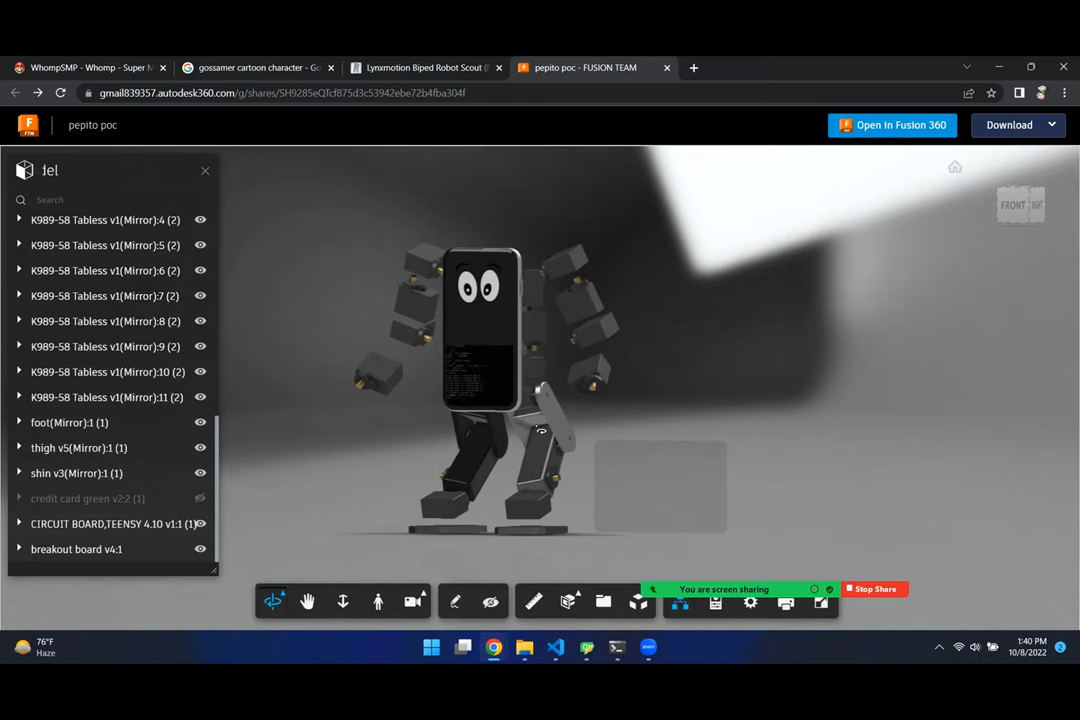 WhompSMP - Whomp - Super M
gossamer cartoon character - Go
Lynxmotion Biped Robot Scout (
pepito poc - FUSION TEAM
gmail839357.autodesk360.com/g/shares/SH9285eQTcf875d3c53942ebe72b4fba304f
FTM
pepito poc
FSN
Open in Fusion 360
Download
del
Search
K989-58 Tabless v1(Mirror):4 (2)
K989-58 Tabless v1(Mirror):5 (2)
K989-58 Tabless v1(Mirror):6 (2)
K989-58 Tabless v1(Mirror):7 (2)
K989-58 Tabless v1(Mirror):8 (2)
K989-58 Tabless v1(Mirror):9 (2)
K989-58 Tabless v1(Mirror):10 (2)
K989-58 Tabless v1(Mirror):11 (2)
foot(Mirror):1 (1)
thigh v5(Mirror):1 (1)
shin v3(Mirror):1 (1)
credit card green v2:2 (1)
CIRCUIT BOARD,TEENSY 4.10 v1:1 (1)
breakout board v4:1
FRONT
RIGHT
You are screen sharing
Stop Share
76°F
Haze
zoom
1:40 PM
10/8/2022
2